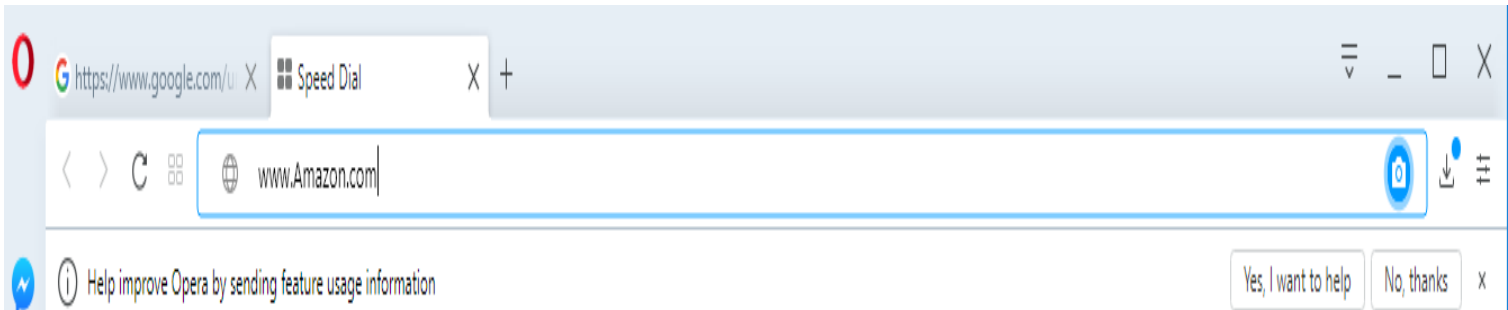 https://www.google.com/u
Speed Dial
www.Amazon.com
Help improve Opera by sending feature usage information
Yes, I want to help
No, thanks